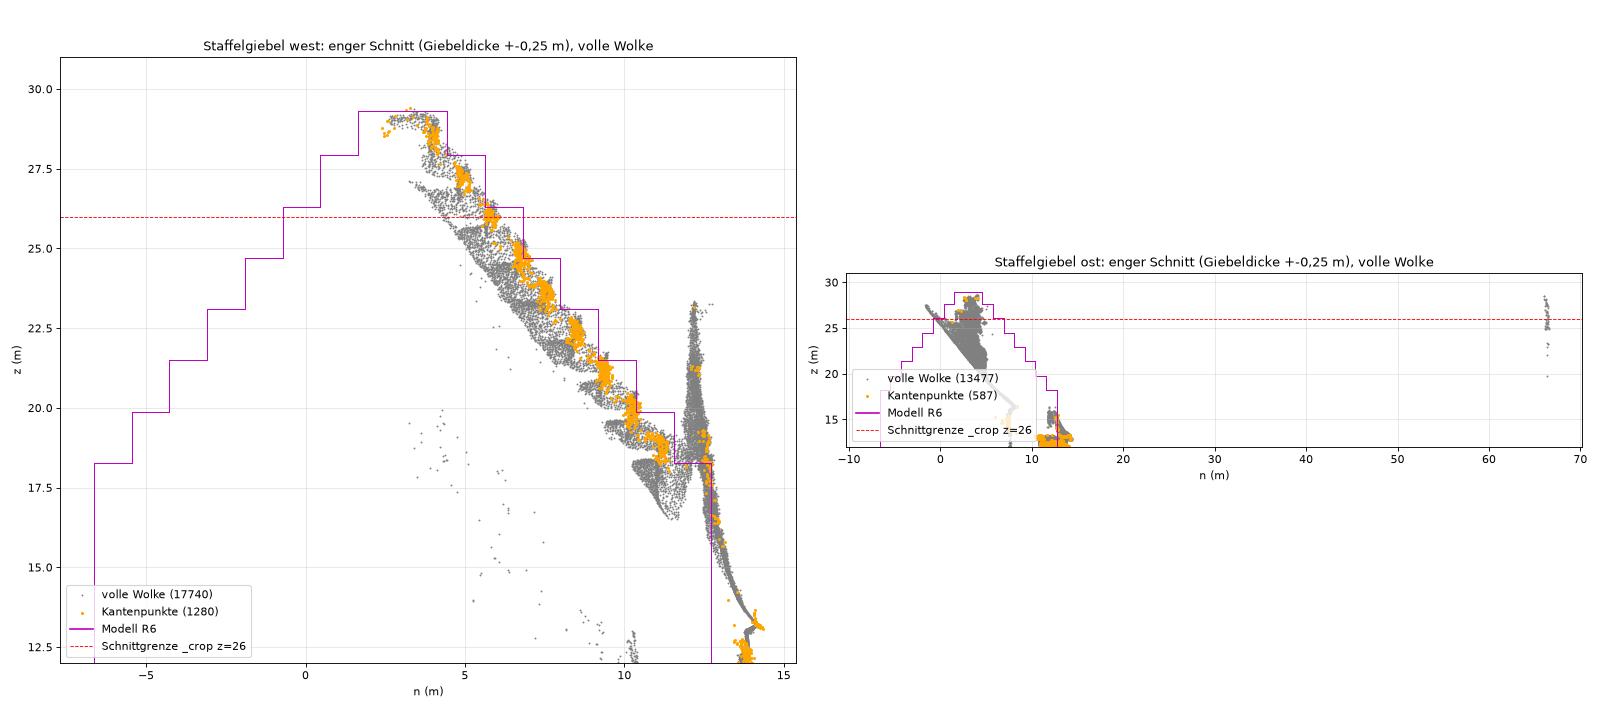 Staffelgiebel west: enger Schnitt (Giebeldicke +-0,25 m), volle Wolke
30.0
27.5
25.0
22.5
20.0
17.5
15.0
12.5
z (m)
volle Wolke (17740)
Kantenpunkte (1280)
Modell R6
Schnittgrenze _crop z=26
−5
0
5
10
15
n (m)
Staffelgiebel ost: enger Schnitt (Giebeldicke +-0,25 m), volle Wolke
30
25
20
15
z (m)
volle Wolke (13477)
Kantenpunkte (587)
Modell R6
Schnittgrenze _crop z=26
−10
0
10
20
30
40
50
60
70
n (m)